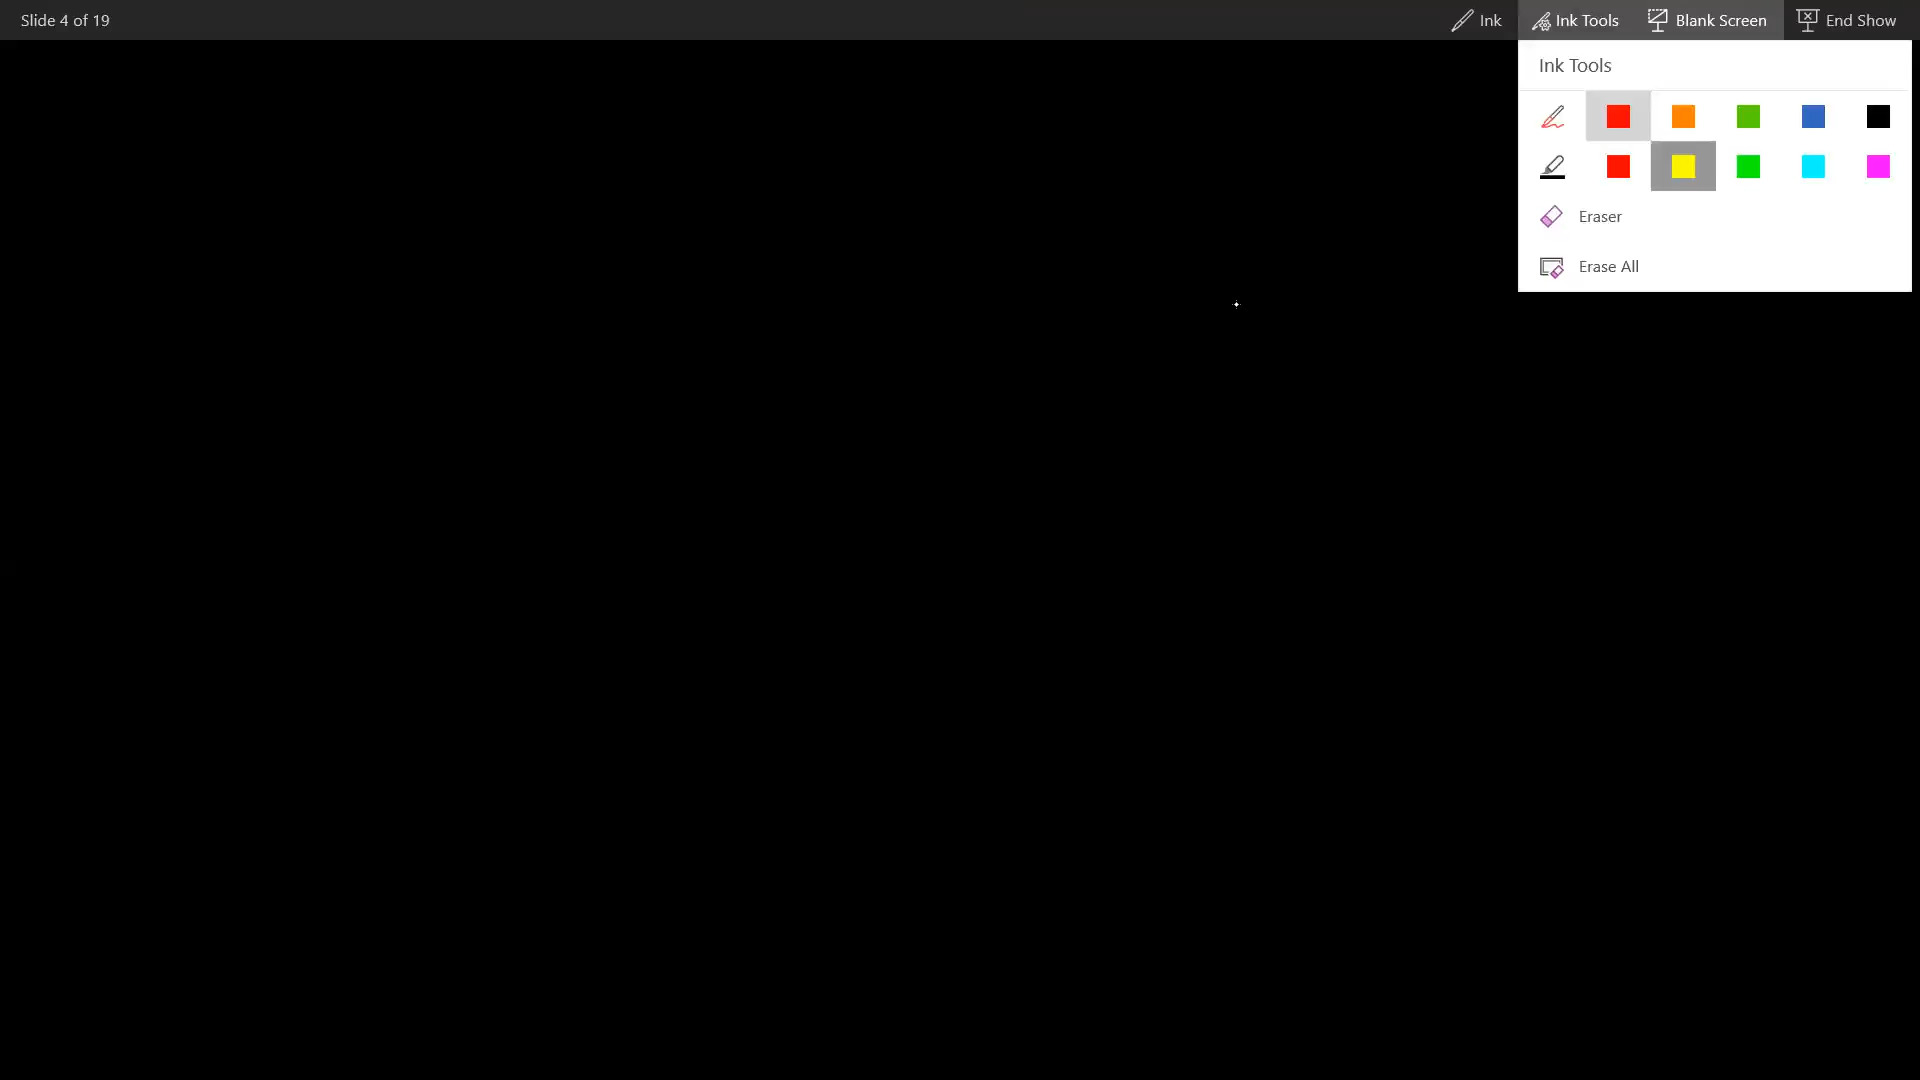 Slide 4 of 19
Ink
Ink Tools
Blank Screen
End Show
Ink Tools
Eraser
Erase All